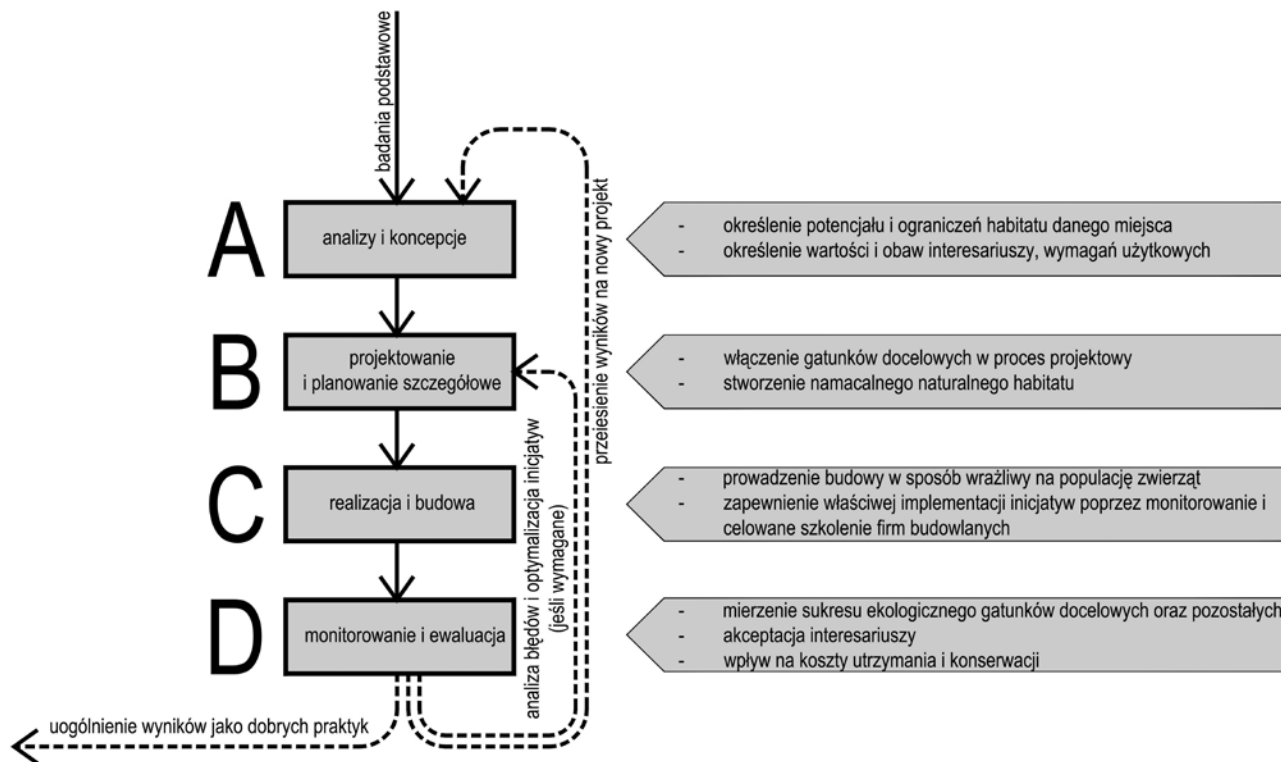 badania podstawowe
A
analizy i koncepcje
- określenie potencjału i ograniczeń habitatu danego miejsca
- określenie wartości i obaw interesariuszy, wymagań użytkowych
B
projektowanie
i planowanie szczegółowe
- włączenie gatunków docelowych w proces projektowy
- stworzenie namacalnego naturalnego habitatu
przeiesienie wyników na nowy projekt
C
realizacja i budowa
- prowadzenie budowy w sposób wrażliwy na populację zwierząt
- zapewnienie właściwej implementacji inicjatyw poprzez monitorowanie i
celowane szkolenie firm budowlanych
analiza błędów i optymalizacja inicjatyw
(jeśli wymagane)
D
monitorowanie i ewaluacja
- mierzenie sukresu ekologicznego gatunków docelowych oraz pozostałych
- akceptacja interesariuszy
- wpływ na koszty utrzymania i konserwacji
uogólnienie wyników jako dobrych praktyk